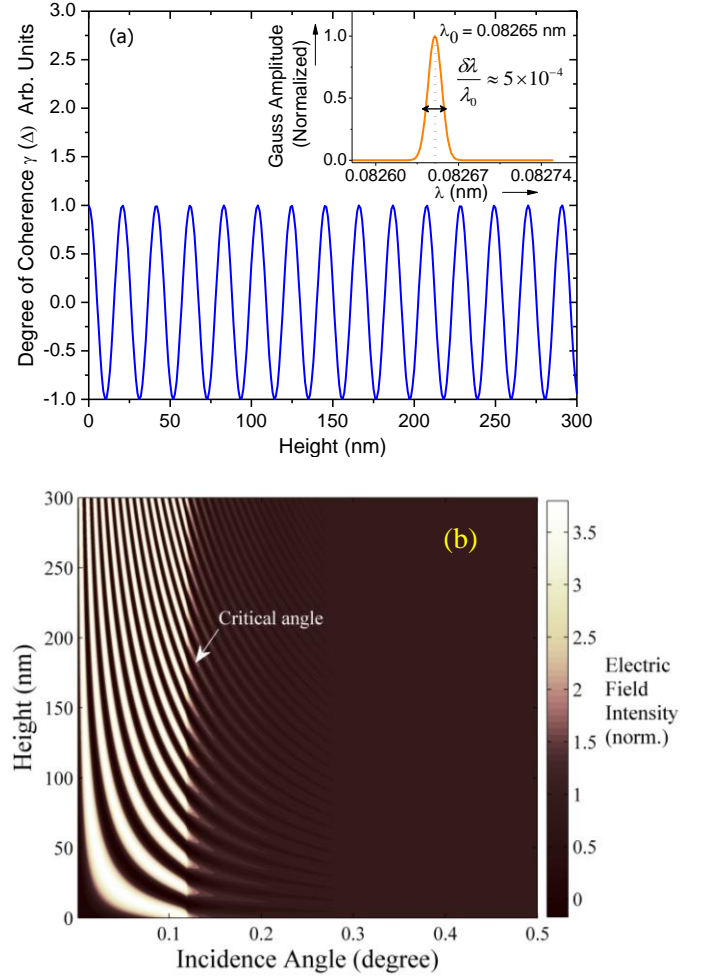 (a)
Degree of Coherence γ (Δ) Arb. Units
3.0
2.5
2.0
1.5
1.0
0.5
0.0
-0.5
-1.0
0 50 100 150 200 250 300
Height (nm)
Gauss Amplitude
(Normalized)
1.0
0.5
0.0
0.08260 0.08267 0.08274
λ (nm)
λ0 = 0.08265 nm
δλ/λ0 ≈ 5×10⁻⁴
(b)
Critical angle
Height (nm)
300
250
200
150
100
50
0
0.1 0.2 0.3 0.4 0.5
Incidence Angle (degree)
3.5
3
2.5
2
1.5
1
0.5
0
Electric
Field
Intensity
(norm.)